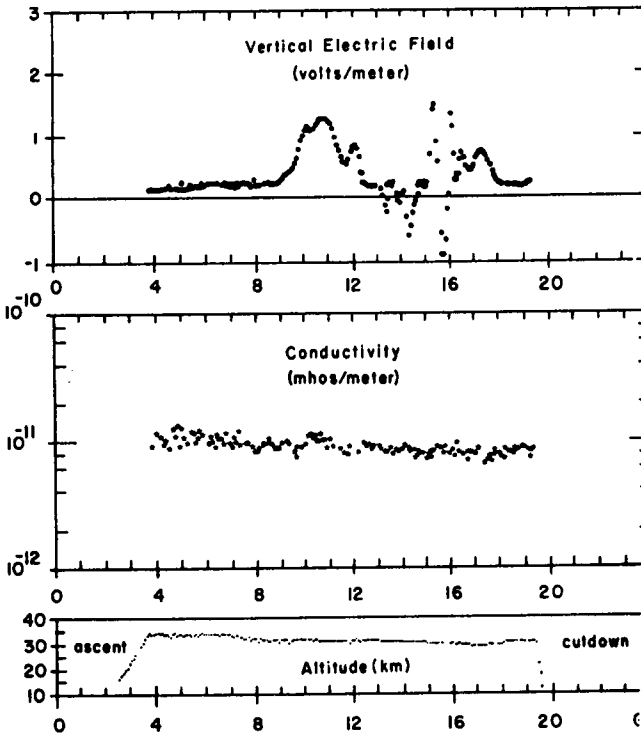 3
Vertical Electric Field
(volts/meter)
2
1
0
-1
0 4 8 12 16 20
10-10
Conductivity
(mhos/meter)
10-11
10-12
0 4 8 12 16 20
40
ascent cutdown
30
20 Altitude (km)
10
0 4 8 12 16 20